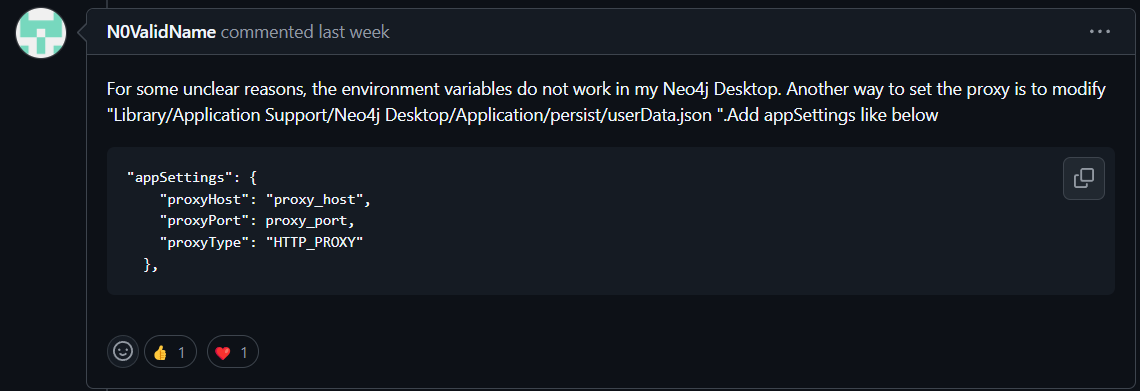 N0ValidName commented last week
For some unclear reasons, the environment variables do not work in my Neo4j Desktop. Another way to set the proxy is to modify
"Library/Application Support/Neo4j Desktop/Application/persist/userData.json ".Add appSettings like below
"appSettings": {
"proxyHost": "proxy_host",
"proxyPort": proxy_port,
"proxyType": "HTTP_PROXY"
},
👍 1 ❤️ 1